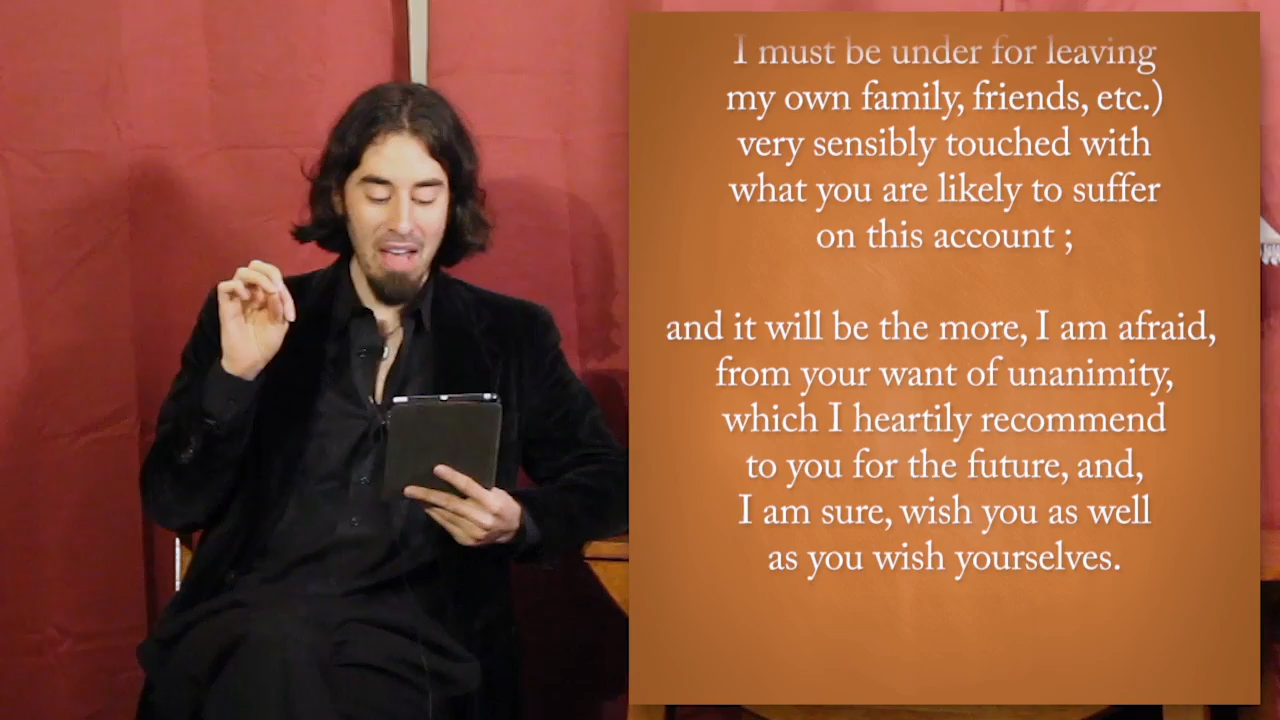 I must be under for leaving
my own family, friends, etc.)
very sensibly touched with
what you are likely to suffer
on this account ;
and it will be the more, I am afraid,
from your want of unanimity,
which I heartily recommend
to you for the future, and,
I am sure, wish you as well
as you wish yourselves.